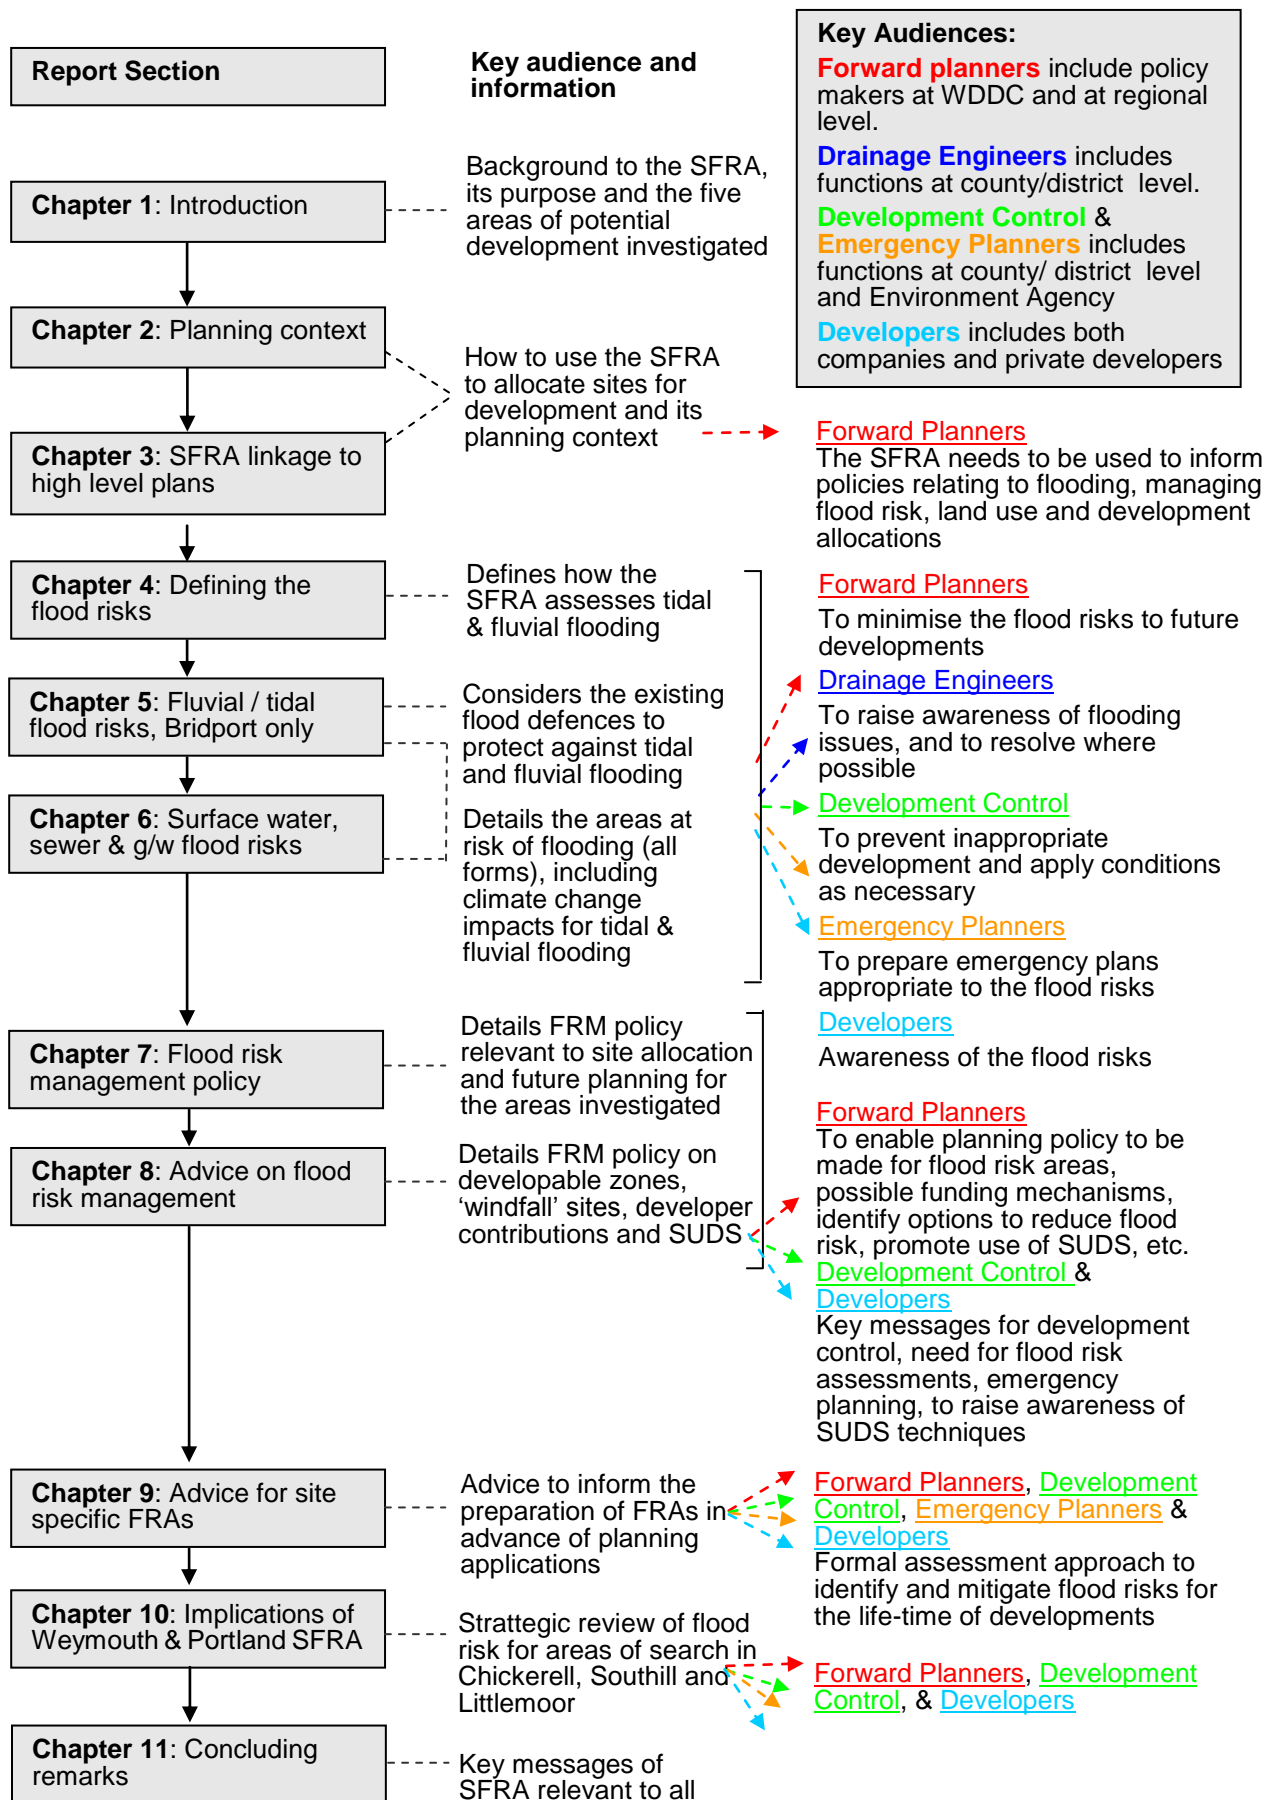 Report Section
Key audience and
information
Key Audiences:
Forward planners include policy
makers at WDDC and at regional
level.
Drainage Engineers includes
functions at county/district level.
Development Control &
Emergency Planners includes
functions at county/ district level
and Environment Agency
Developers includes both
companies and private developers
Chapter 1: Introduction
Background to the SFRA,
its purpose and the five
areas of potential
development investigated
Chapter 2: Planning context
Chapter 3: SFRA linkage to
high level plans
How to use the SFRA
to allocate sites for
development and its
planning context
Forward Planners
The SFRA needs to be used to inform
policies relating to flooding, managing
flood risk, land use and development
allocations
Chapter 4: Defining the
flood risks
Defines how the
SFRA assesses tidal
& fluvial flooding
Chapter 5: Fluvial / tidal
flood risks, Bridport only
Considers the existing
flood defences to
protect against tidal
and fluvial flooding
Chapter 6: Surface water,
sewer & g/w flood risks
Details the areas at
risk of flooding (all
forms), including
climate change
impacts for tidal &
fluvial flooding
Forward Planners
To minimise the flood risks to future
developments
Drainage Engineers
To raise awareness of flooding
issues, and to resolve where
possible
Development Control
To prevent inappropriate
development and apply conditions
as necessary
Emergency Planners
To prepare emergency plans
appropriate to the flood risks
Developers
Awareness of the flood risks
Chapter 7: Flood risk
management policy
Details FRM policy
relevant to site allocation
and future planning for
the areas investigated
Chapter 8: Advice on flood
risk management
Details FRM policy on
developable zones,
‘windfall’ sites, developer
contributions and SUDS
Forward Planners
To enable planning policy to be
made for flood risk areas,
possible funding mechanisms,
identify options to reduce flood
risk, promote use of SUDS, etc.
Development Control &
Developers
Key messages for development
control, need for flood risk
assessments, emergency
planning, to raise awareness of
SUDS techniques
Chapter 9: Advice for site
specific FRAs
Advice to inform the
preparation of FRAs in
advance of planning
applications
Forward Planners, Development
Control, Emergency Planners &
Developers
Formal assessment approach to
identify and mitigate flood risks for
the life-time of developments
Chapter 10: Implications of
Weymouth & Portland SFRA
Strattegic review of flood
risk for areas of search in
Chickerell, Southill and
Littlemoor
Forward Planners, Development
Control, & Developers
Chapter 11: Concluding
remarks
Key messages of
SFRA relevant to all